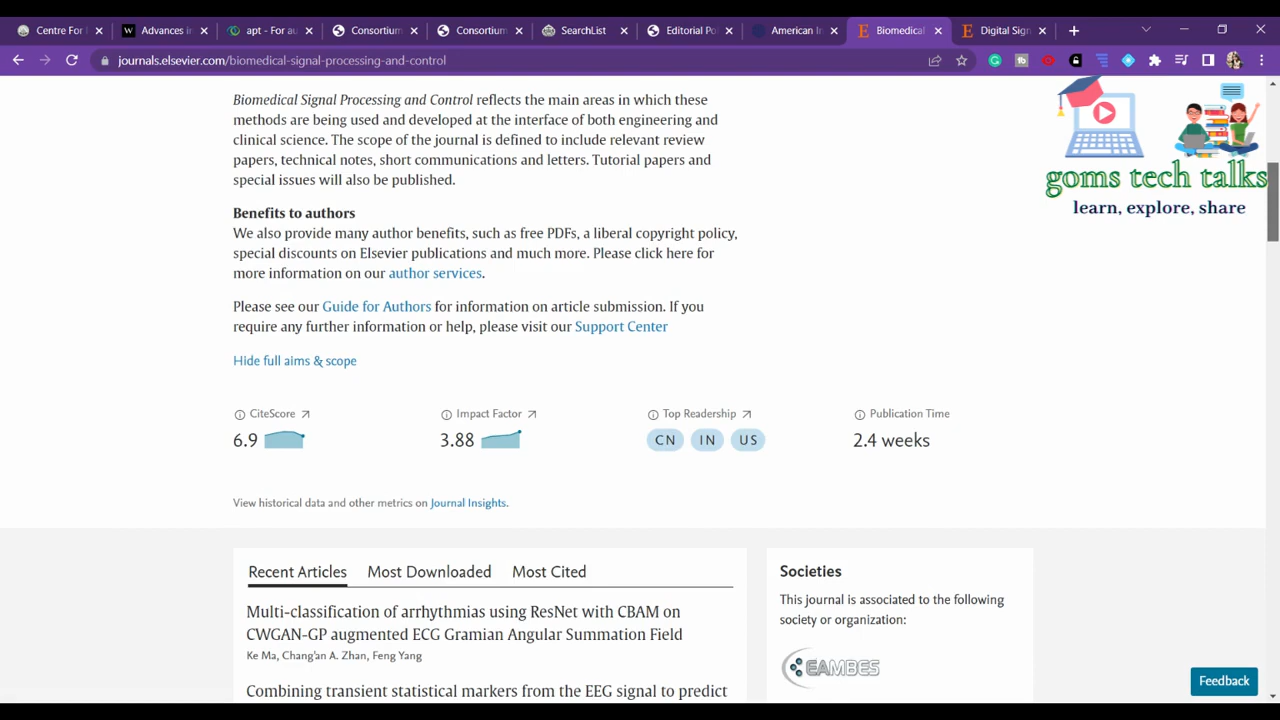 Centre For
Advances in
apt - For au
Consortium
Consortium
SearchList
Editorial Po
American In
Biomedical
Digital Sign
journals.elsevier.com/biomedical-signal-processing-and-control
Biomedical Signal Processing and Control reflects the main areas in which these
methods are being used and developed at the interface of both engineering and
clinical science. The scope of the journal is defined to include relevant review
papers, technical notes, short communications and letters. Tutorial papers and
special issues will also be published.
goms tech talks
learn, explore, share
Benefits to authors
We also provide many author benefits, such as free PDFs, a liberal copyright policy,
special discounts on Elsevier publications and much more. Please click here for
more information on our author services.
Please see our Guide for Authors for information on article submission. If you
require any further information or help, please visit our Support Center
Hide full aims & scope
CiteScore
6.9
Impact Factor
3.88
Top Readership
CN IN US
Publication Time
2.4 weeks
View historical data and other metrics on Journal Insights.
Recent Articles Most Downloaded Most Cited
Multi-classification of arrhythmias using ResNet with CBAM on
CWGAN-GP augmented ECG Gramian Angular Summation Field
Ke Ma, Chang'an A. Zhan, Feng Yang
Combining transient statistical markers from the EEG signal to predict
Societies
This journal is associated to the following
society or organization:
EAMBES
Feedback